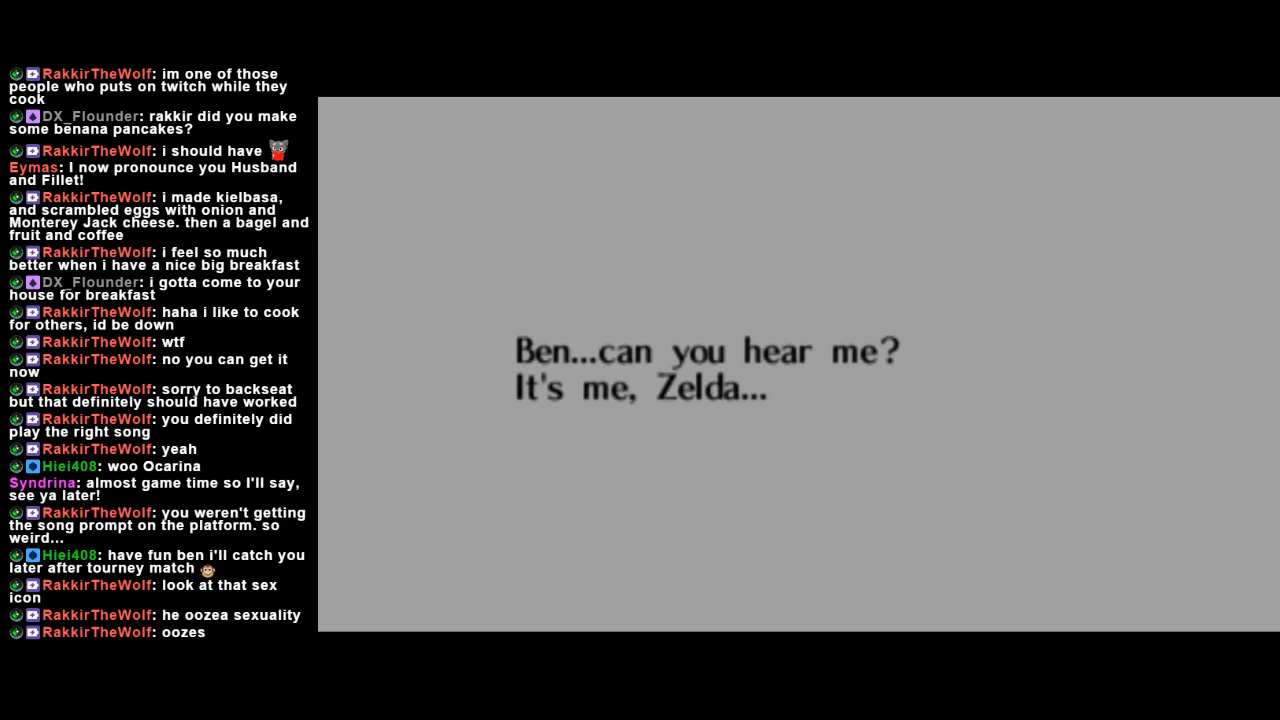 RakkirTheWolf: im one of those
people who puts on twitch while they
cook
DX_Flounder: rakkir did you make
some benana pancakes?
RakkirTheWolf: i should have
Eymas: I now pronounce you Husband
and Fillet!
RakkirTheWolf: i made kielbasa,
and scrambled eggs with onion and
Monterey Jack cheese. then a bagel and
fruit and coffee
RakkirTheWolf: i feel so much
better when i have a nice big breakfast
DX_Flounder: i gotta come to your
house for breakfast
RakkirTheWolf: haha i like to cook
for others, id be down
RakkirTheWolf: wtf
RakkirTheWolf: no you can get it
now
RakkirTheWolf: sorry to backseat
but that definitely should have worked
RakkirTheWolf: you definitely did
play the right song
RakkirTheWolf: yeah
Hiei408: woo Ocarina
Syndrina: almost game time so I'll say,
see ya later!
RakkirTheWolf: you weren't getting
the song prompt on the platform. so
weird...
Hiei408: have fun ben i'll catch you
later after tourney match
RakkirTheWolf: look at that sex
icon
RakkirTheWolf: he oozea sexuality
RakkirTheWolf: oozes
Ben...can you hear me?
It's me, Zelda...